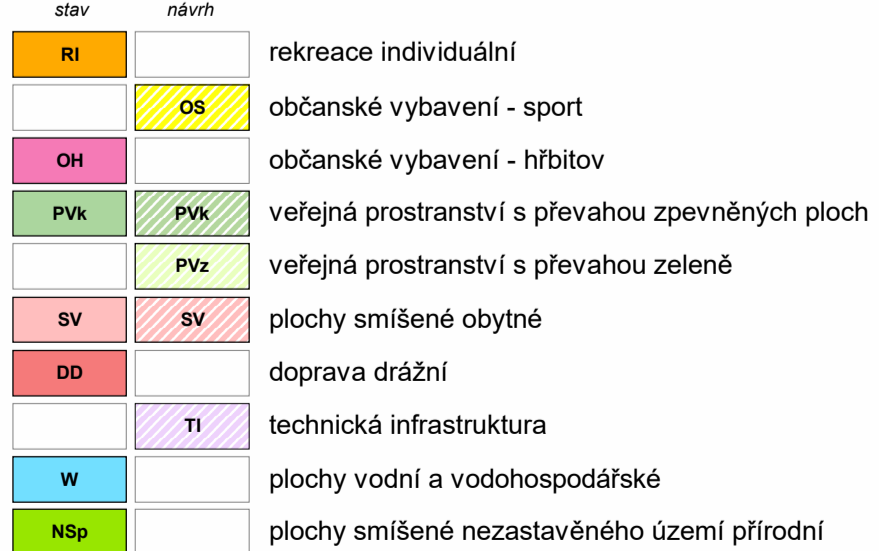 stav návrh
RI rekreace individuální
OS občanské vybavení - sport
OH občanské vybavení - hřbitov
PVk PVk veřejná prostranství s převahou zpevněných ploch
PVz veřejná prostranství s převahou zeleně
SV SV plochy smíšené obytné
DD doprava drážní
TI technická infrastruktura
W plochy vodní a vodohospodářské
NSp plochy smíšené nezastavěného území přírodní